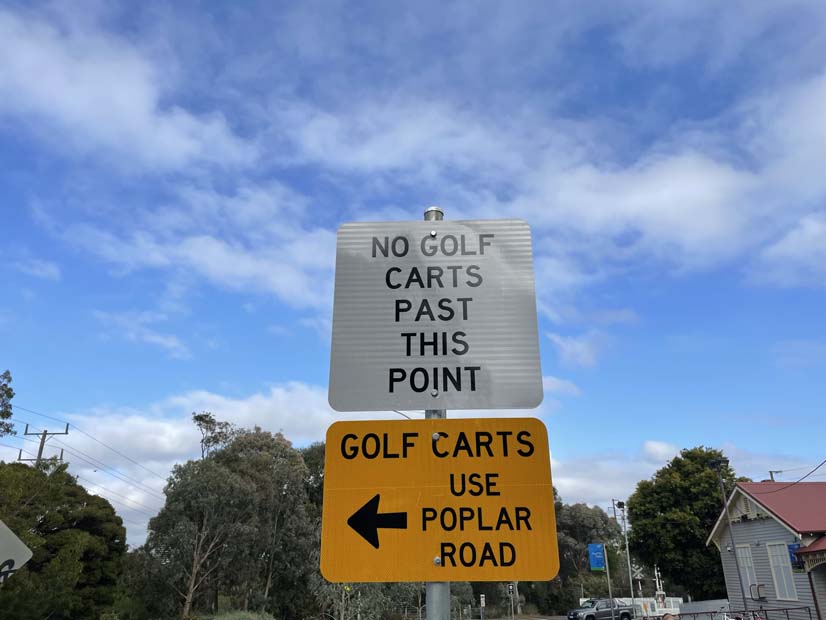 NO GOLF
CARTS
PAST
THIS
POINT
GOLF CARTS
USE
POPLAR
ROAD